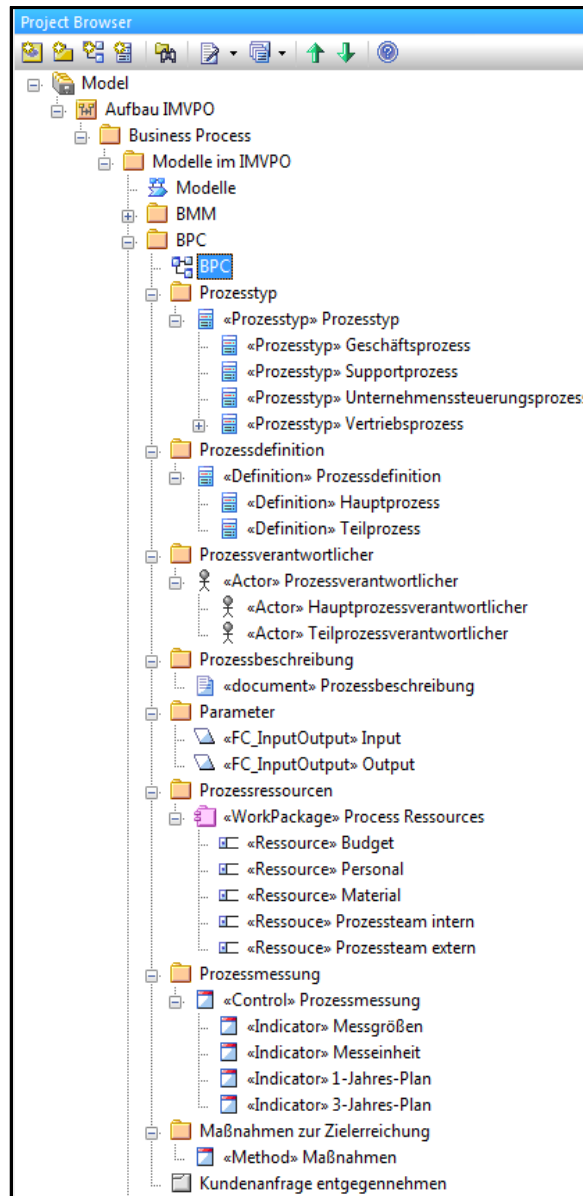 Project Browser
Model
Aufbau IMVPO
Business Process
Modelle im IMVPO
Modelle
BMM
BPC
BPC
Prozesstyp
«Prozesstyp» Prozesstyp
«Prozesstyp» Geschäftsprozess
«Prozesstyp» Supportprozess
«Prozesstyp» Unternehmenssteuerungsprozess
«Prozesstyp» Vertriebsprozess
Prozessdefinition
«Definition» Prozessdefinition
«Definition» Hauptprozess
«Definition» Teilprozess
Prozessverantwortlicher
«Actor» Prozessverantwortlicher
«Actor» Hauptprozessverantwortlicher
«Actor» Teilprozessverantwortlicher
Prozessbeschreibung
«document» Prozessbeschreibung
Parameter
«FC_InputOutput» Input
«FC_InputOutput» Output
Prozessressourcen
«WorkPackage» Process Ressources
«Ressource» Budget
«Ressource» Personal
«Ressource» Material
«Ressouce» Prozessteam intern
«Ressouce» Prozessteam extern
Prozessmessung
«Control» Prozessmessung
«Indicator» Messgrößen
«Indicator» Messeinheit
«Indicator» 1-Jahres-Plan
«Indicator» 3-Jahres-Plan
Maßnahmen zur Zielerreichung
«Method» Maßnahmen
Kundenanfrage entgegennehmen